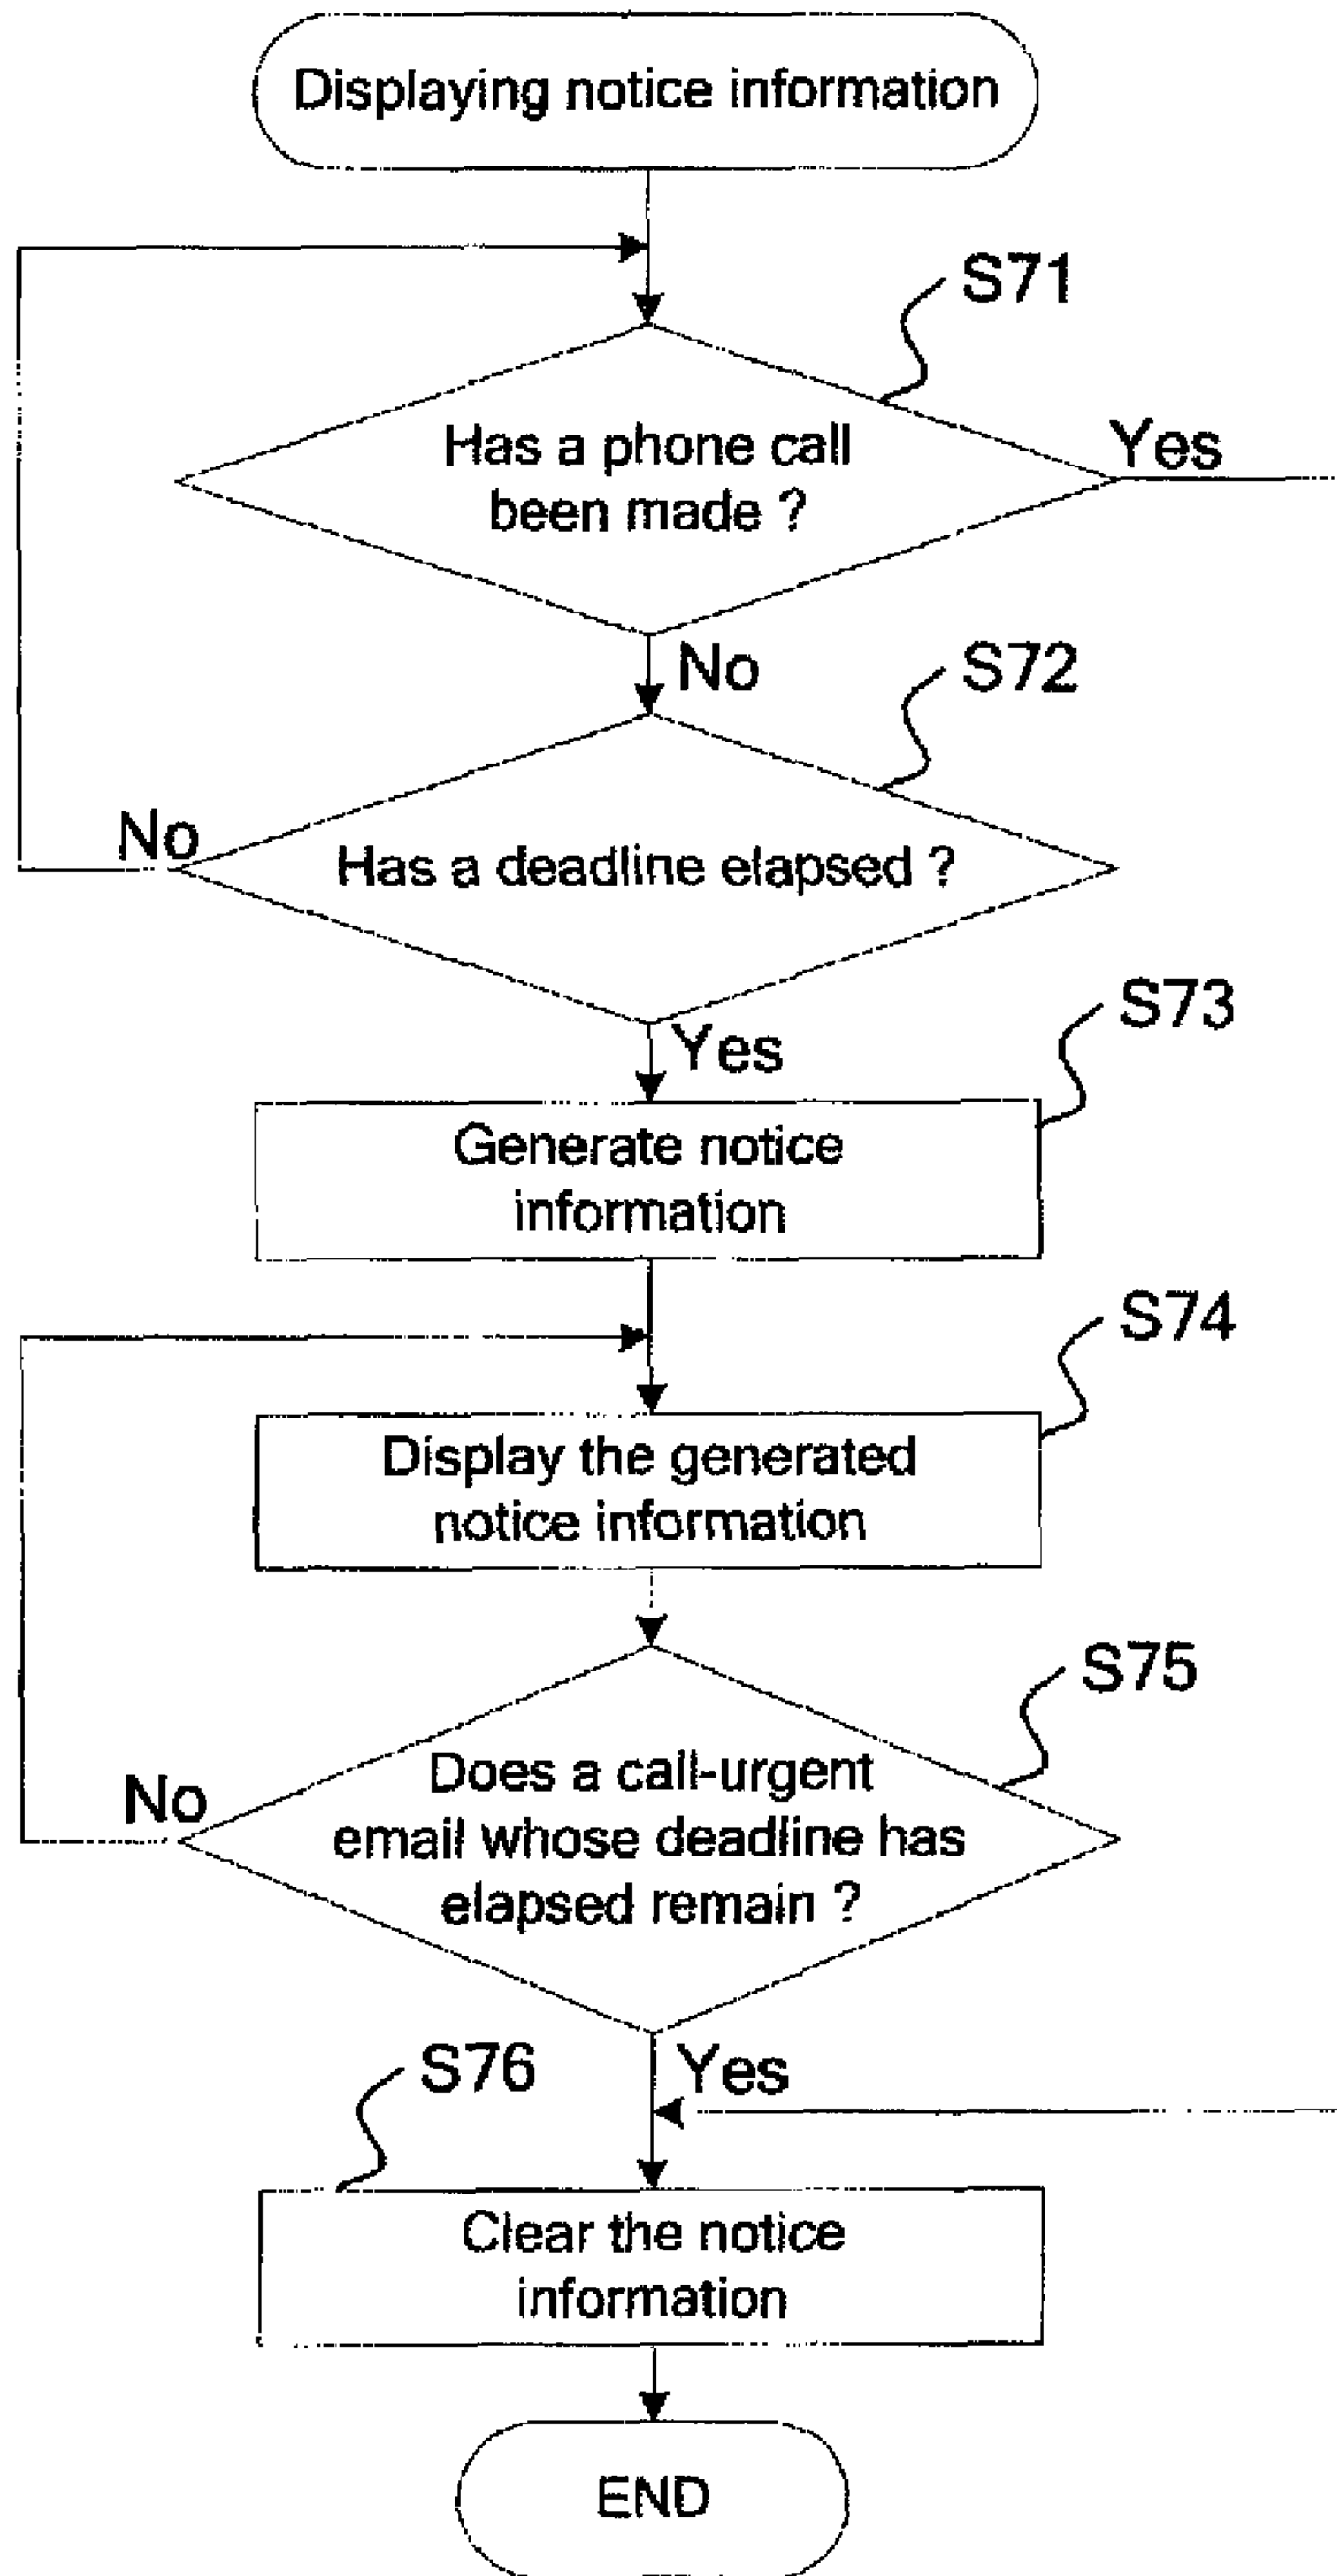 Displaying notice information
S71
Has a phone call
been made ?
Yes
No
S72
No
Has a deadline elapsed ?
Yes
S73
Generate notice
information
S74
Display the generated
notice information
S75
No
Does a call-urgent
email whose deadline has
elapsed remain ?
S76
Yes
Clear the notice
information
END